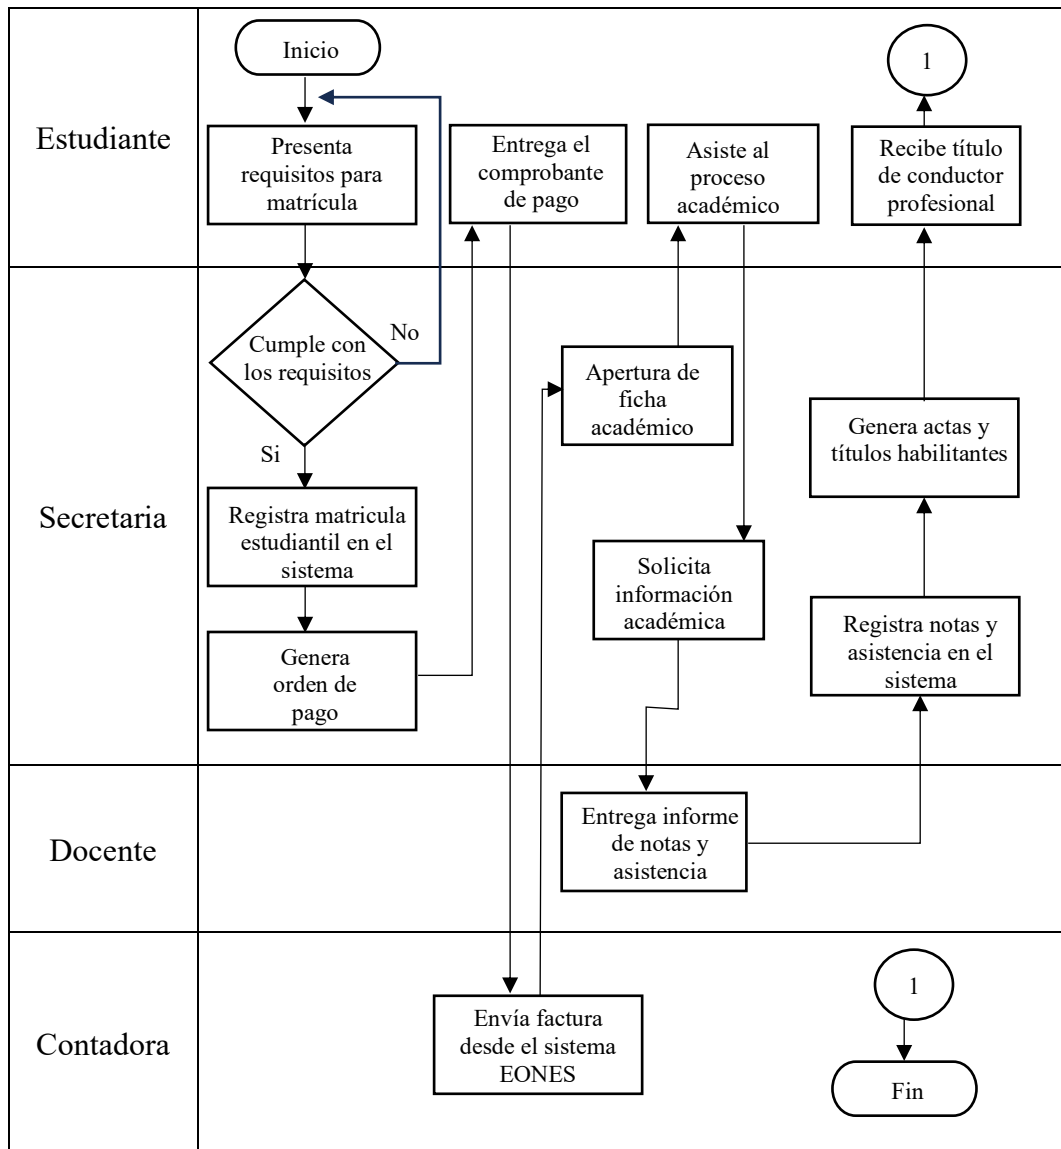 Estudiante
Inicio
Presenta
requisitos para
matrícula
Entrega el
comprobante
de pago
Asiste al
proceso
académico
1
Recibe título
de conductor
profesional
Secretaria
Cumple con
los requisitos
No
Si
Registra matricula
estudiantil en el
sistema
Genera
orden de
pago
Apertura de
ficha
académico
Solicita
información
académica
Genera actas y
títulos habilitantes
Registra notas y
asistencia en el
sistema
Docente
Entrega informe
de notas y
asistencia
Contadora
Envía factura
desde el sistema
EONES
1
Fin